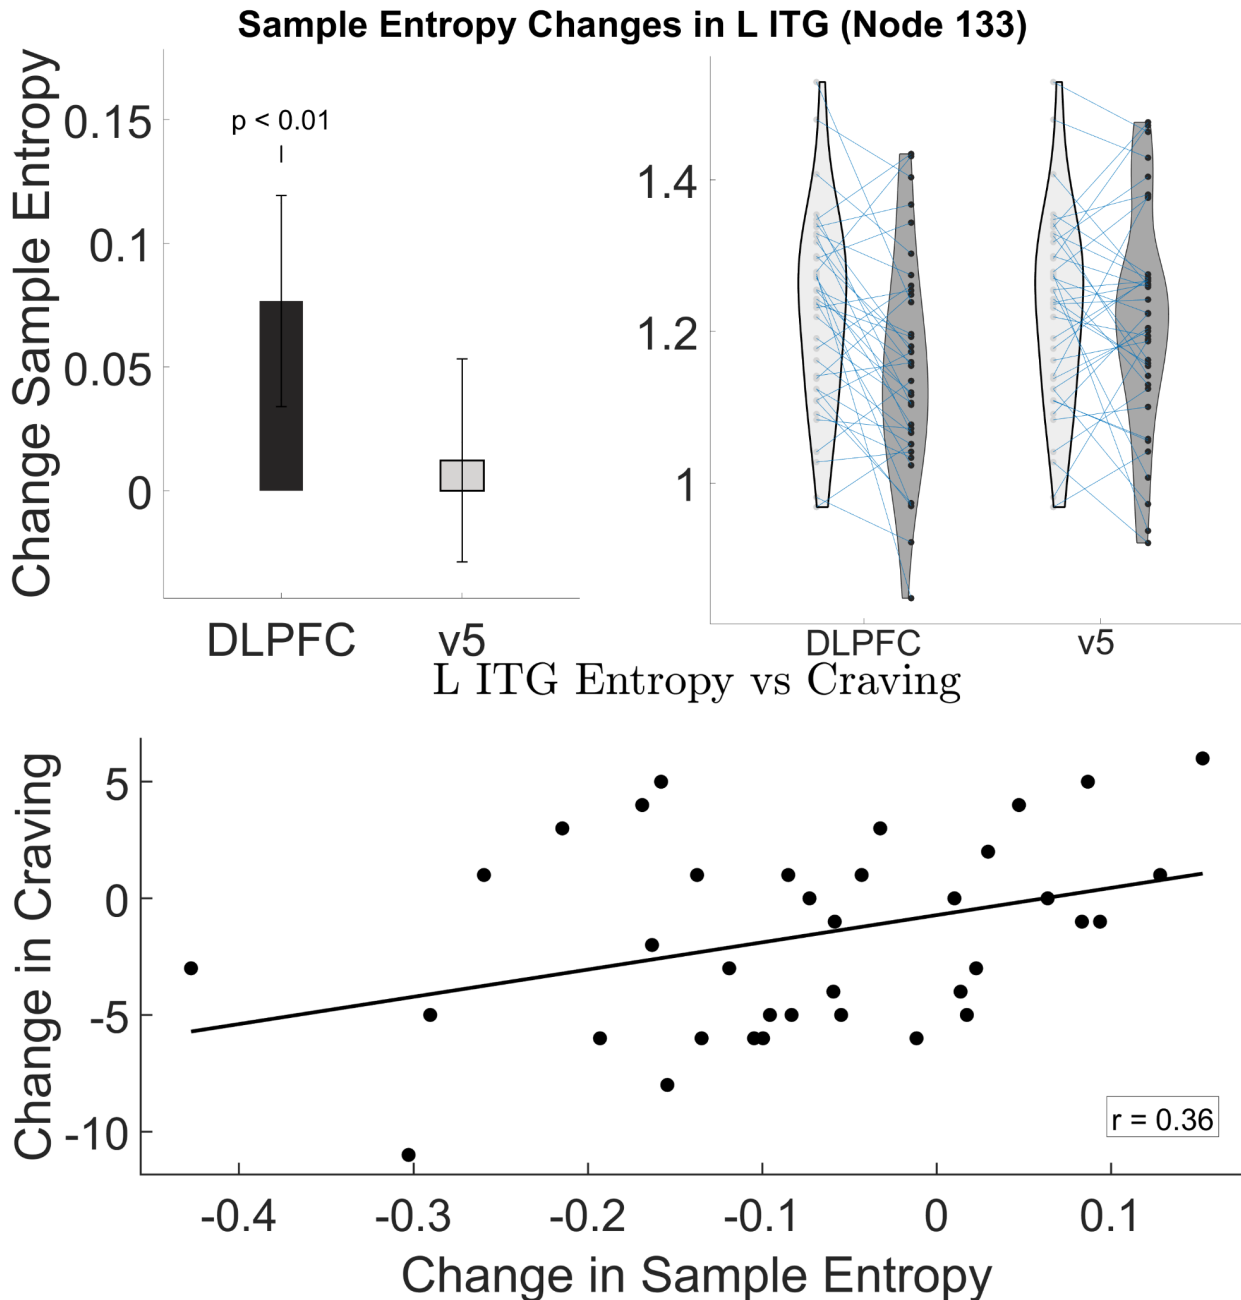 Sample Entropy Changes in L ITG (Node 133)
Change Sample Entropy
0.15
0.1
0.05
0
p < 0.01
DLPFC
v5
1.4
1.2
1
DLPFC
v5
L ITG Entropy vs Craving
Change in Craving
5
0
-5
-10
r = 0.36
-0.4
-0.3
-0.2
-0.1
0
0.1
Change in Sample Entropy